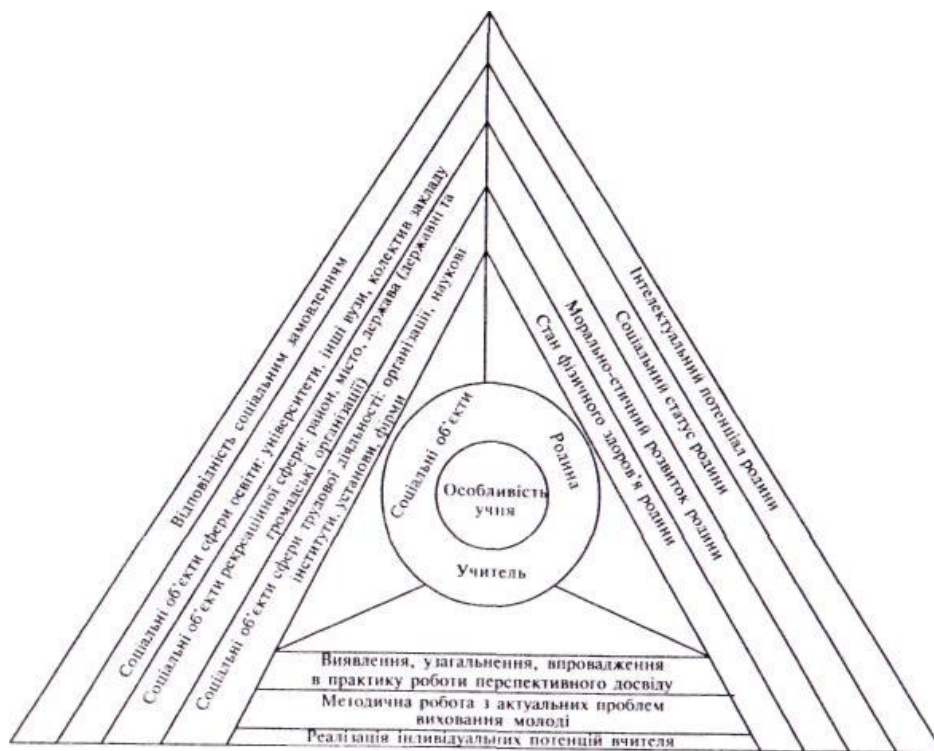 Відповідність соціальним замовленням
Соціальні об'єкти сфери освіти: університети, інші вузи, колектив закладу
Соціальні об'єкти рекреаційної сфери: район, місто, держава (державні та
громадські організації)
Соціальні об'єкти сфери трудової діяльності: організації, наукові
інститути, установи, фірми
Інтелектуальний потенціал родини
Соціальний статус родини
Морально-етичний розвиток родини
Стан фізичного здоров'я родини
Соціальні об'єкти
Родина
Особливість
учня
Учитель
Виявлення, узагальнення, впровадження
в практику роботи перспективного досвіду
Методична робота з актуальних проблем
виховання молоді
Реалізація індивідуальних потенцій вчителя